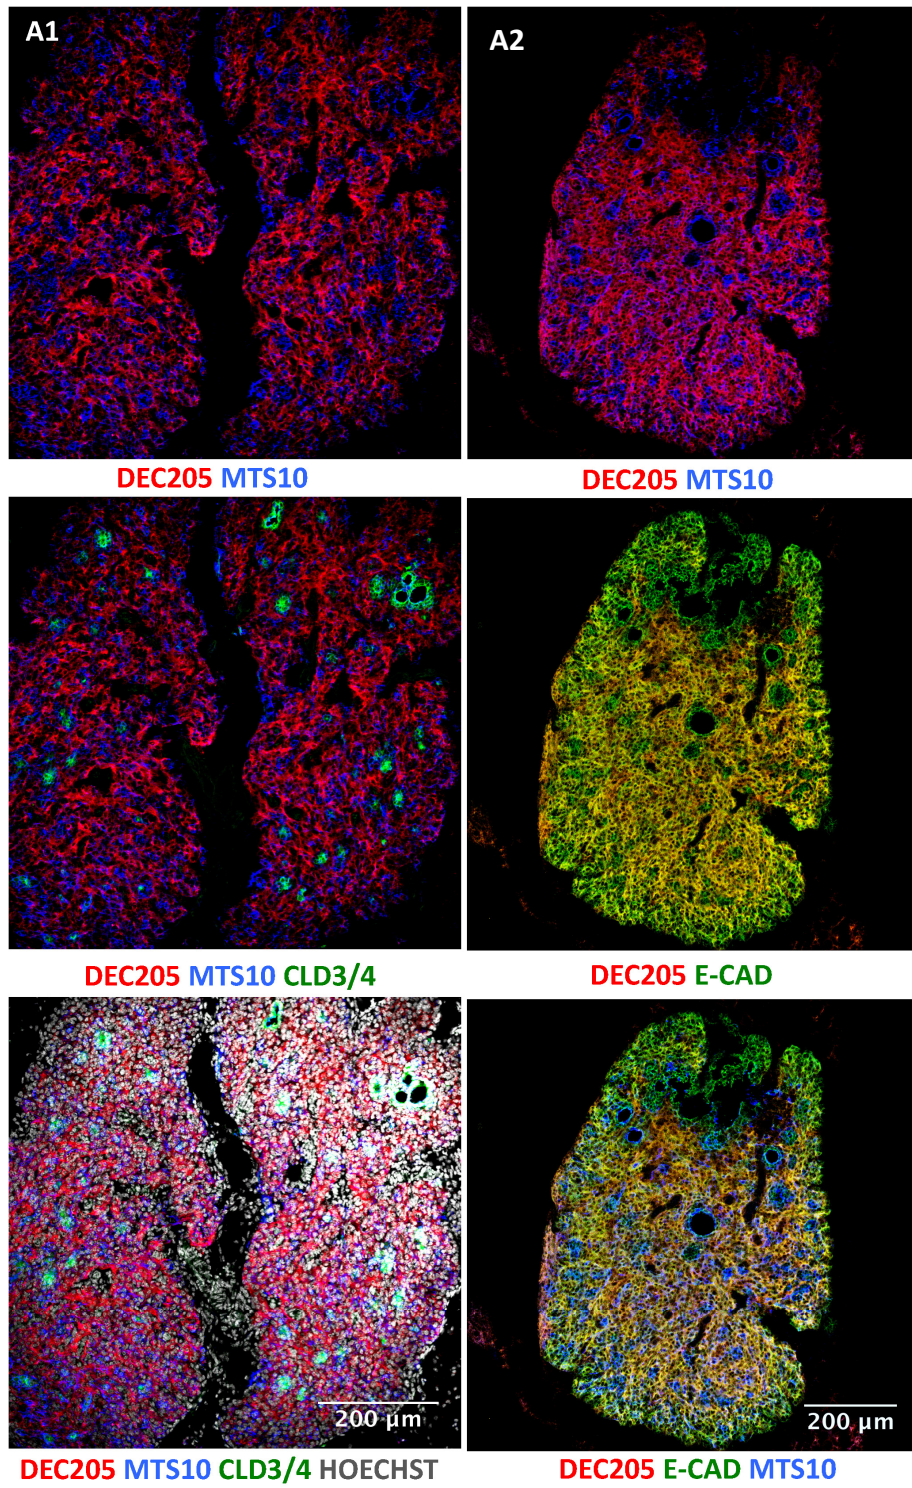 A1
A2
DEC205 MTS10
DEC205 MTS10
DEC205 MTS10 CLD3/4
DEC205 E-CAD
200 µm
200 µm
DEC205 MTS10 CLD3/4 HOECHST
DEC205 E-CAD MTS10